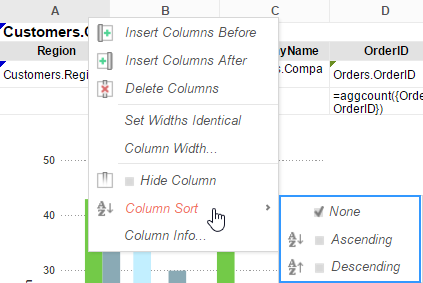 A B C D
Customers.C
Region yName OrderID
Customers.Regi s.Compa Orders.OrderID
=aggcount({Ord
OrderID})
Insert Columns Before
Insert Columns After
Delete Columns
Set Widths Identical
Column Width...
Hide Column
Column Sort
Column Info...
None
Ascending
Descending
50
40
30